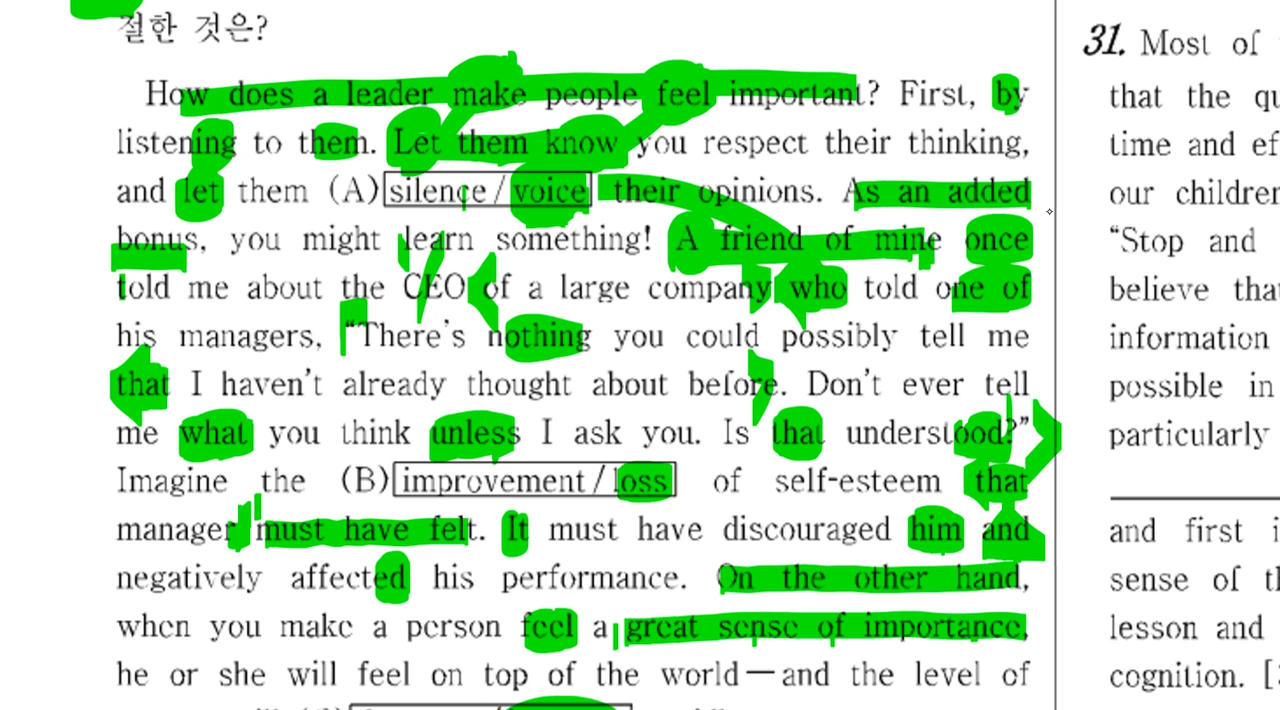 절한 것은?
How does a leader make people feel important? First, by
listening to them. Let them know you respect their thinking,
and let them (A) silence / voice their opinions. As an added
bonus, you might learn something! A friend of mine once
told me about the CEO of a large company who told one of
his managers, “There’s nothing you could possibly tell me
that I haven’t already thought about before. Don’t ever tell
me what you think unless I ask you. Is that understood?”
Imagine the (B) improvement / loss of self-esteem that
manager must have felt. It must have discouraged him and
negatively affected his performance. On the other hand,
when you make a person feel a great sense of importance,
he or she will feel on top of the world — and the level of
31. Most of
that the
time and
our children
“Stop and
believe
information
possible in
particularly
and first
sense of
lesson and
cognition. [